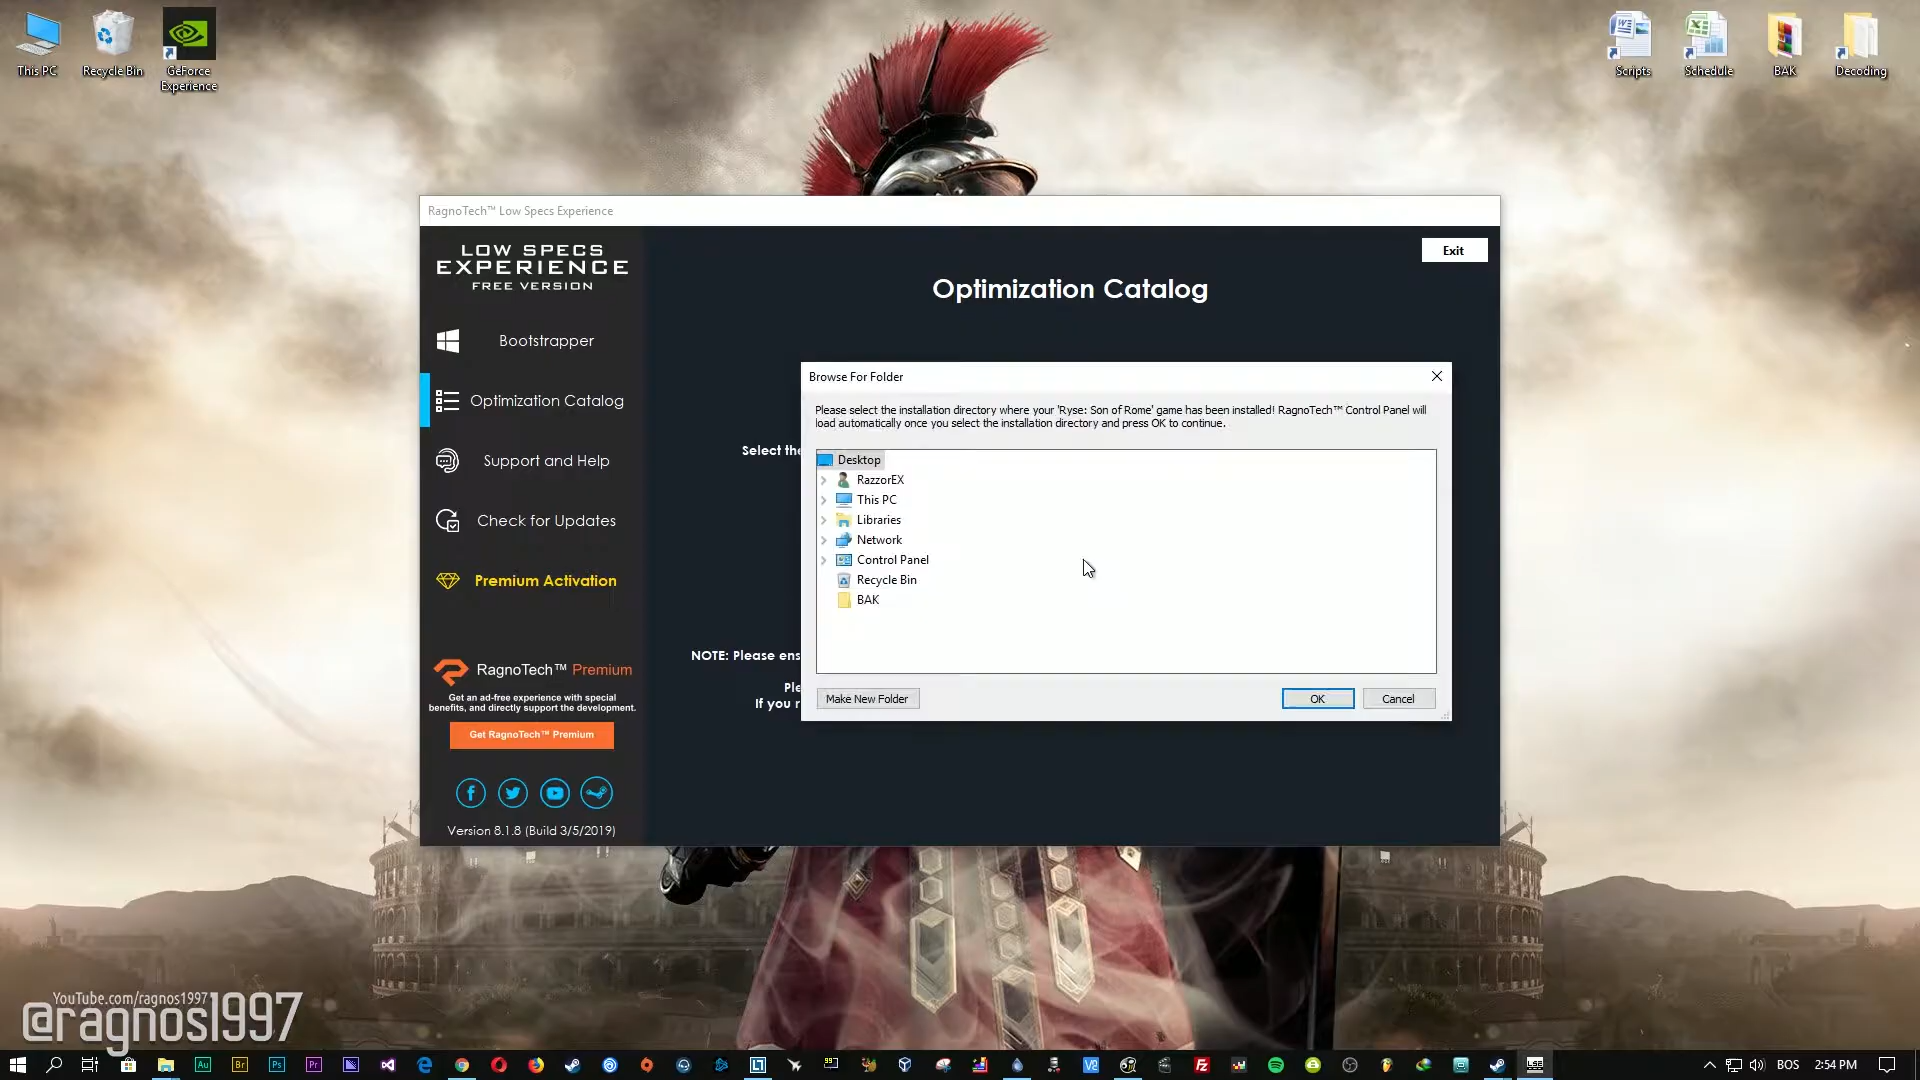 This PC
Recycle Bin
GeForce
Experience
Scripts
Schedule
BAK
Decoding
RagnoTech™ Low Specs Experience
LOW SPECS
EXPERIENCE
FREE VERSION
Exit
Optimization Catalog
Bootstrapper
Optimization Catalog
Support and Help
Check for Updates
Premium Activation
RagnoTech™ Premium
Get an ad-free experience with special
benefits, and directly support the development.
Get RagnoTech™ Premium
Version 8.1.8 (Build 3/5/2019)
Select the
NOTE: Please ens
Ple
If you r
Browse For Folder
Please select the installation directory where your 'Ryse: Son of Rome' game has been installed! RagnoTech™ Control Panel will
load automatically once you select the installation directory and press OK to continue.
Desktop
RazzorEX
This PC
Libraries
Network
Control Panel
Recycle Bin
BAK
Make New Folder
OK
Cancel
YouTube.com/ragnos1997
@ragnos1997
Au
Br
Ps
Pr
BOS
2:54 PM